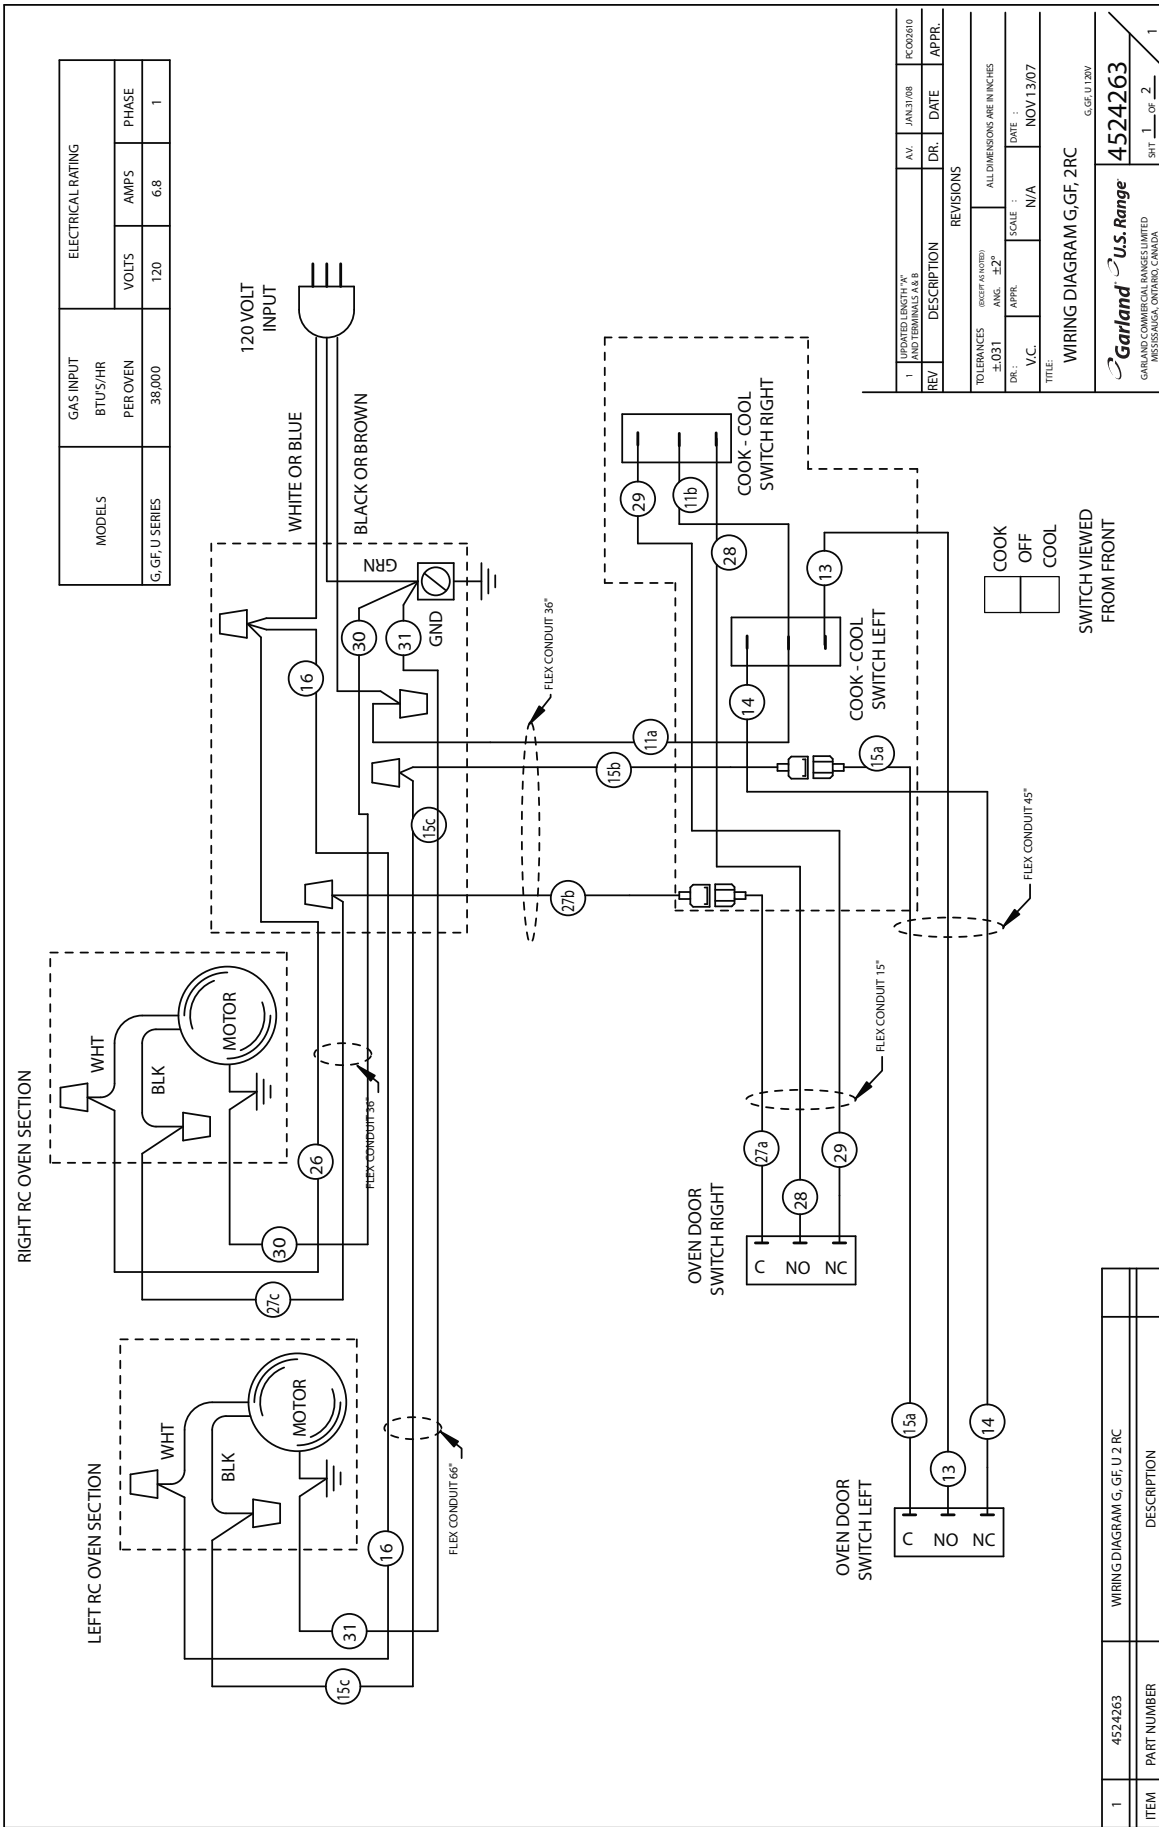 MODELS
GAS INPUT
BTU'S/HR
PER OVEN
ELECTRICAL RATING
VOLTS
AMPS
PHASE
G, GF, U SERIES
38,000
120
6.8
1
RIGHT RC OVEN SECTION
WHT
BLK
MOTOR
26
30
27c
FLEX CONDUIT 36"
LEFT RC OVEN SECTION
WHT
BLK
MOTOR
16
31
15c
FLEX CONDUIT 66"
120 VOLT
INPUT
WHITE OR BLUE
BLACK OR BROWN
GRN
GND
16
30
31
15c
11a
15b
27b
FLEX CONDUIT 36"
COOK - COOL
SWITCH RIGHT
29
11b
28
COOK - COOL
SWITCH LEFT
14
13
15a
FLEX CONDUIT 15"
FLEX CONDUIT 45"
OVEN DOOR
SWITCH RIGHT
C
NO
NC
27a
28
29
OVEN DOOR
SWITCH LEFT
C
NO
NC
15a
13
14
COOK
OFF
COOL
SWITCH VIEWED
FROM FRONT
1
UPDATED LENGTH "A"
AND TERMINALS A & B
A.V.
JAN.31/08
PCO02610
REV
DESCRIPTION
DR.
DATE
APPR.
REVISIONS
TOLERANCES (EXCEPT AS NOTED)
±.031 ANG. ±2º
ALL DIMENSIONS ARE IN INCHES
DR. :
V.C.
APPR.
SCALE :
N/A
DATE :
NOV 13/07
TITLE:
WIRING DIAGRAM G,GF, 2RC
G, GF, U 120V
Garland U.S. Range
GARLAND COMMERCIAL RANGES LIMITED
MISSISSAUGA, ONTARIO, CANADA
4524263
SHT 1 OF 2
1
1
4524263
WIRING DIAGRAM G, GF, U 2 RC
ITEM
PART NUMBER
DESCRIPTION